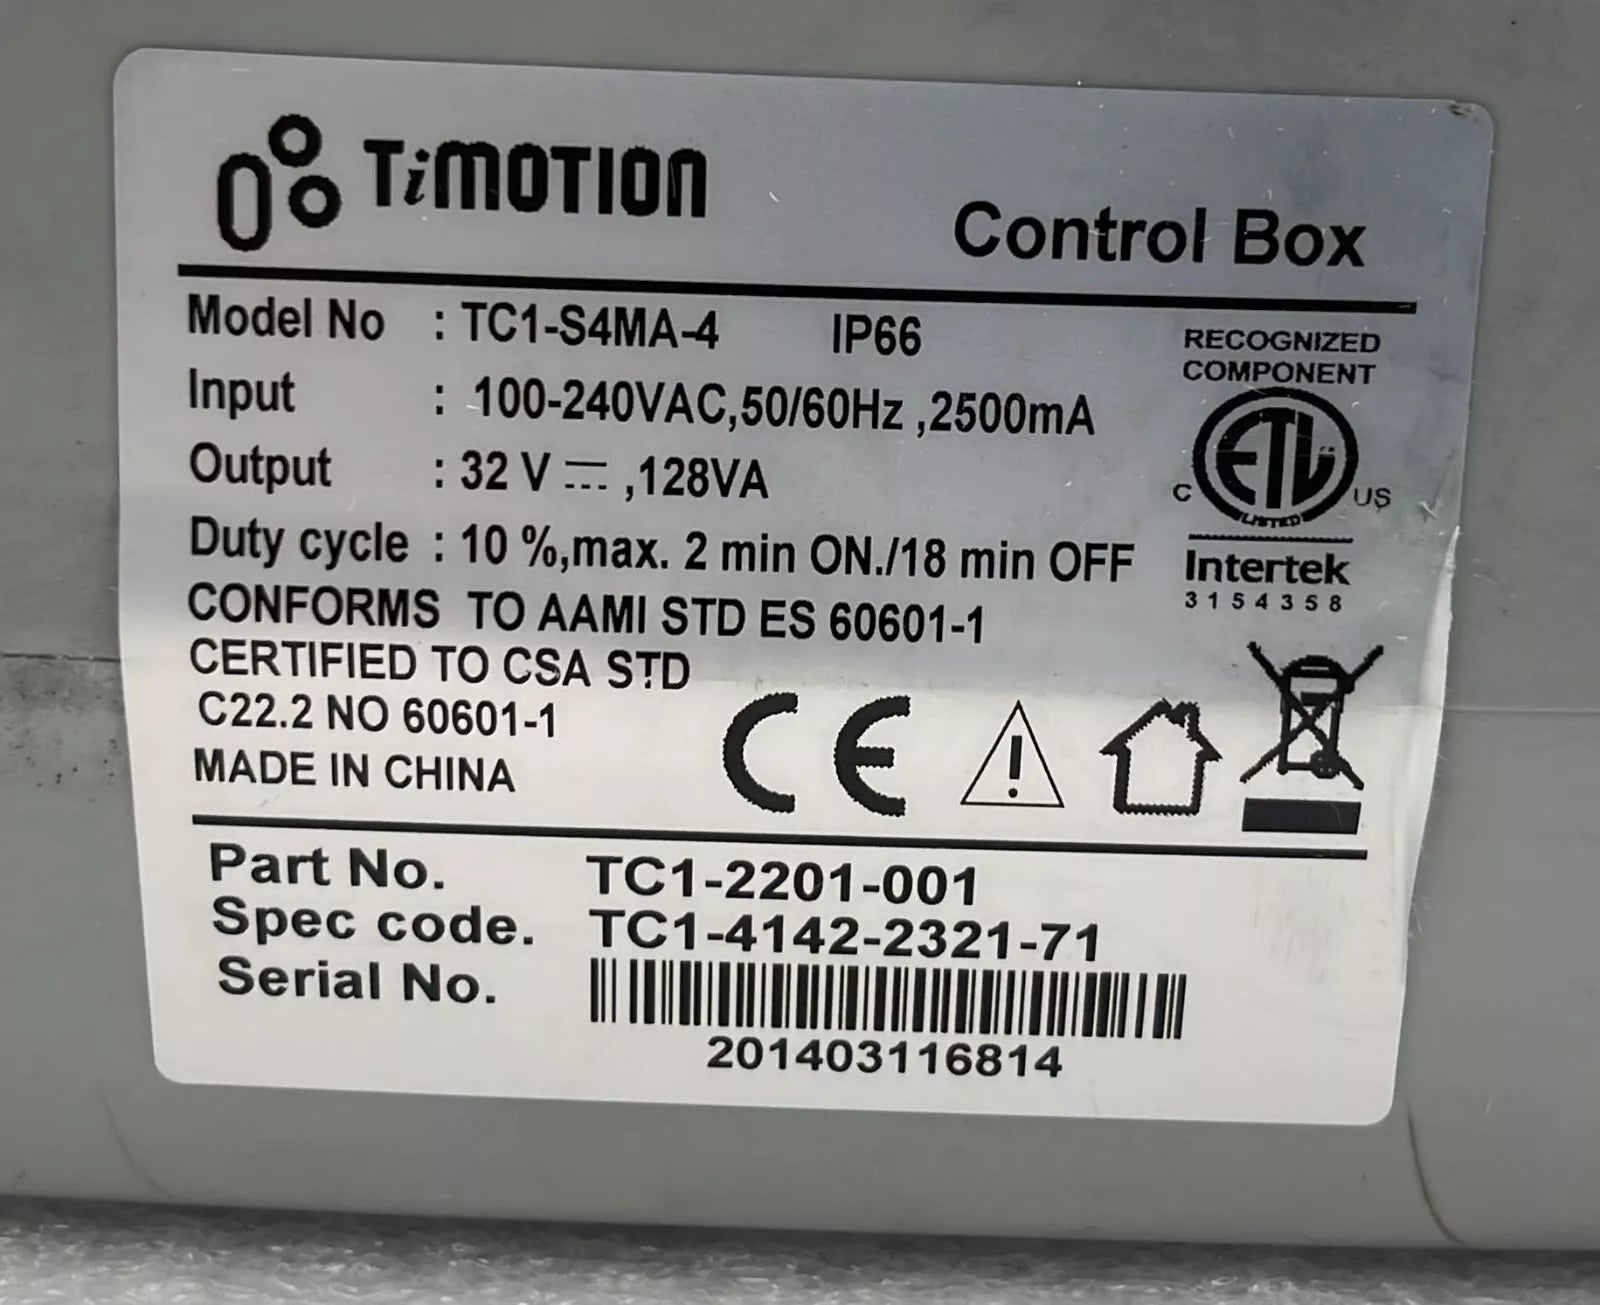 TiMOTION
Control Box
Model No : TC1-S4MA-4 IP66
Input : 100-240VAC,50/60Hz ,2500mA
Output : 32 V ⎓ ,128VA
Duty cycle : 10 %,max. 2 min ON./18 min OFF
CONFORMS TO AAMI STD ES 60601-1
CERTIFIED TO CSA STD
C22.2 NO 60601-1
MADE IN CHINA
RECOGNIZED
COMPONENT
ETL
C US
LISTED
Intertek
3154358
CE
Part No. TC1-2201-001
Spec code. TC1-4142-2321-71
Serial No.
201403116814